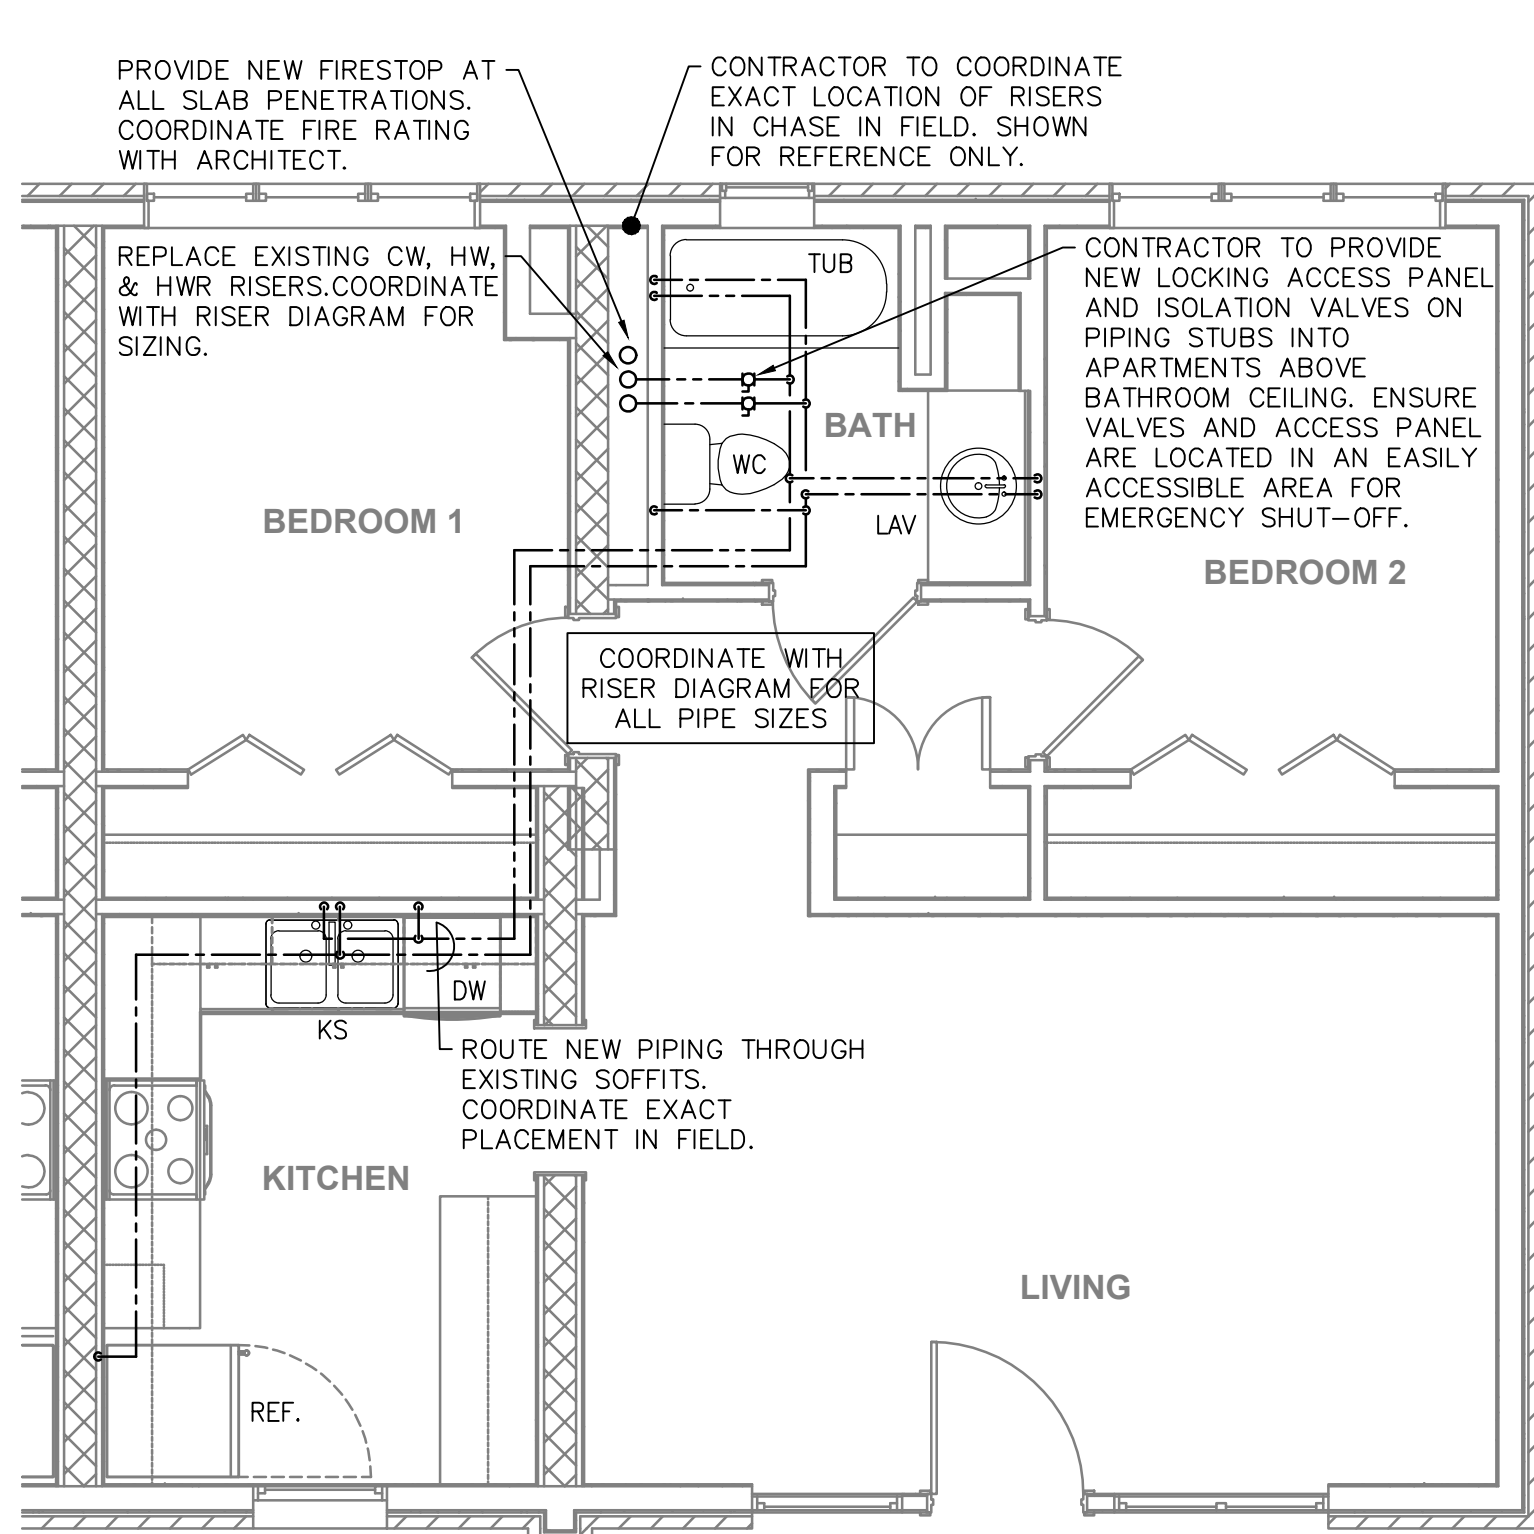 PROVIDE NEW FIRESTOP AT
ALL SLAB PENETRATIONS.
COORDINATE FIRE RATING
WITH ARCHITECT.
CONTRACTOR TO COORDINATE
EXACT LOCATION OF RISERS
IN CHASE IN FIELD. SHOWN
FOR REFERENCE ONLY.
REPLACE EXISTING CW, HW,
& HWR RISERS.COORDINATE
WITH RISER DIAGRAM FOR
SIZING.
TUB
CONTRACTOR TO PROVIDE
NEW LOCKING ACCESS PANEL
AND ISOLATION VALVES ON
PIPING STUBS INTO
APARTMENTS ABOVE
BATHROOM CEILING. ENSURE
VALVES AND ACCESS PANEL
ARE LOCATED IN AN EASILY
ACCESSIBLE AREA FOR
EMERGENCY SHUT-OFF.
BATH
WC
LAV
BEDROOM 1
BEDROOM 2
COORDINATE WITH
RISER DIAGRAM FOR
ALL PIPE SIZES
DW
KS
ROUTE NEW PIPING THROUGH
EXISTING SOFFITS.
COORDINATE EXACT
PLACEMENT IN FIELD.
KITCHEN
LIVING
REF.